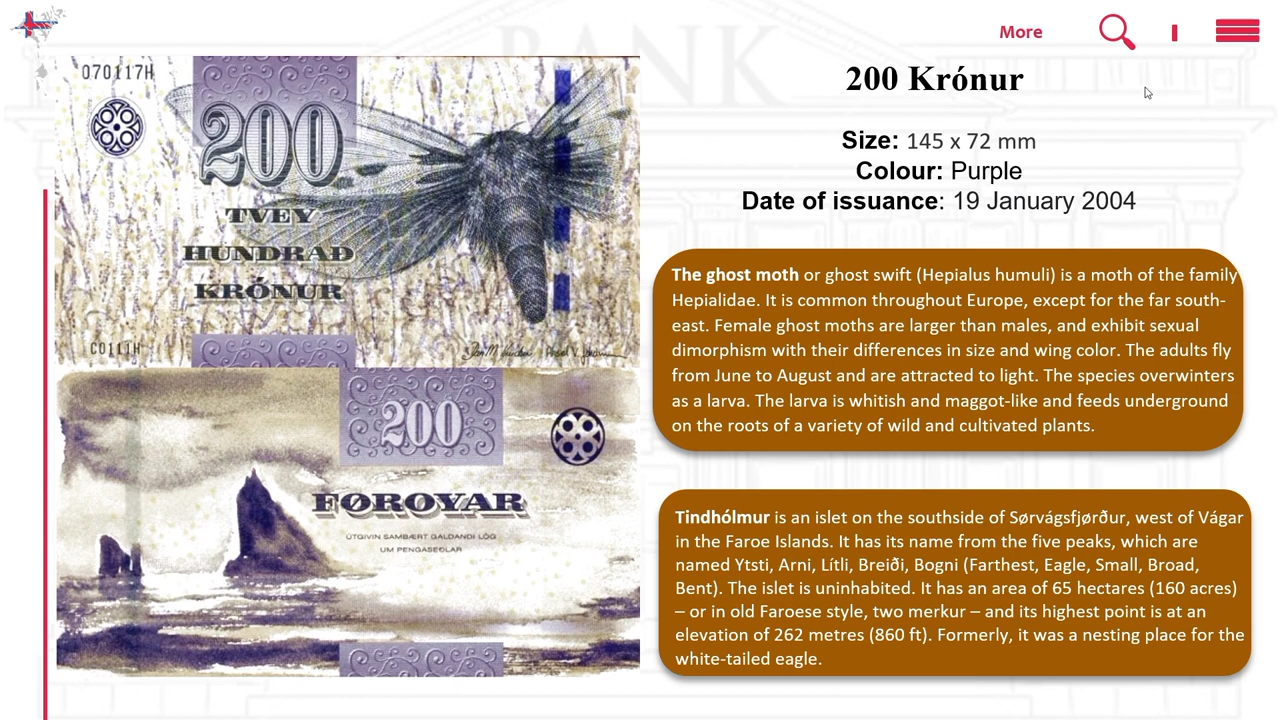 BANK
More
070117H
200
TVEY
HUNDRAÐ
KRÓNUR
C0111H
200
FØROYAR
ÚTGIVIN SAMBÆRT GALDANDI LÓG
UM PENGASEÐLAR
200 Krónur
Size: 145 x 72 mm
Colour: Purple
Date of issuance: 19 January 2004
The ghost moth or ghost swift (Hepialus humuli) is a moth of the family
Hepialidae. It is common throughout Europe, except for the far south-
east. Female ghost moths are larger than males, and exhibit sexual
dimorphism with their differences in size and wing color. The adults fly
from June to August and are attracted to light. The species overwinters
as a larva. The larva is whitish and maggot-like and feeds underground
on the roots of a variety of wild and cultivated plants.
Tindhólmur is an islet on the southside of Sørvágsfjørður, west of Vágar
in the Faroe Islands. It has its name from the five peaks, which are
named Ytsti, Arni, Lítli, Breiði, Bogni (Farthest, Eagle, Small, Broad,
Bent). The islet is uninhabited. It has an area of 65 hectares (160 acres)
– or in old Faroese style, two merkur – and its highest point is at an
elevation of 262 metres (860 ft). Formerly, it was a nesting place for the
white-tailed eagle.